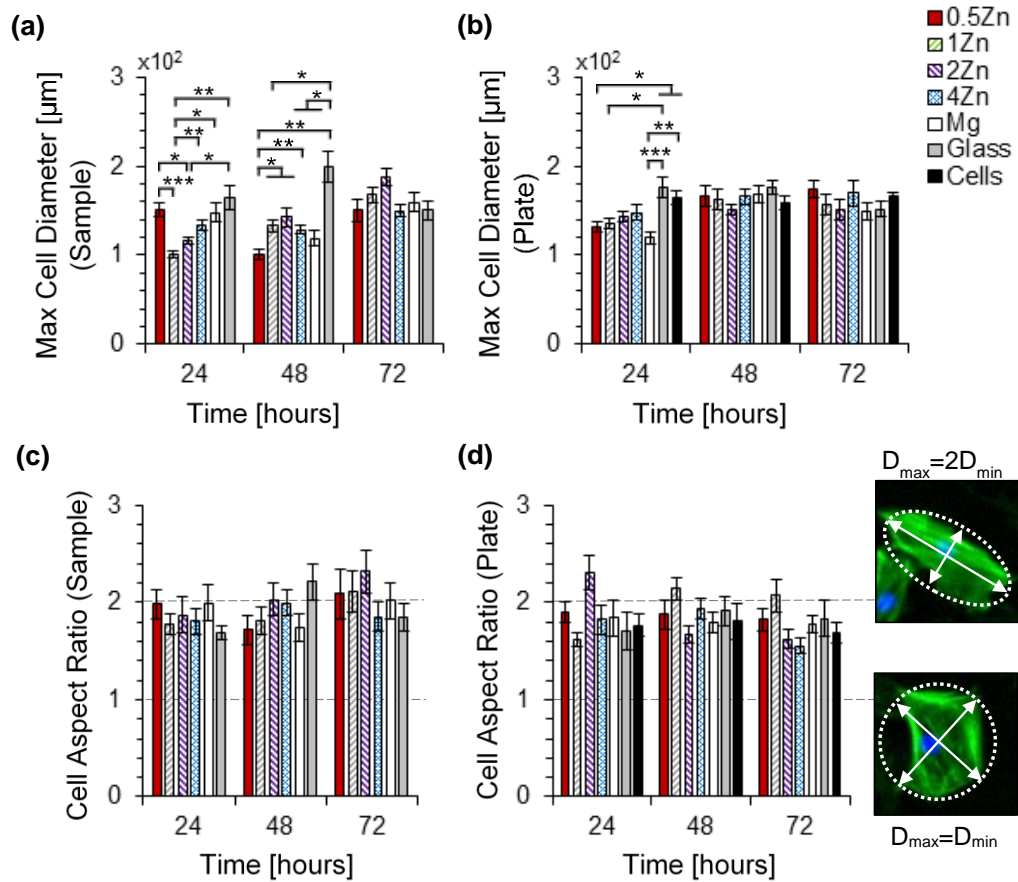 (a)
x10²
Max Cell Diameter [µm]
(Sample)
3
2
1
0
**
*
**
*
*
***
*
*
**
**
*
24
48
72
Time [hours]
(b)
x10²
Max Cell Diameter [µm]
(Plate)
3
2
1
0
*
*
**
***
24
48
72
Time [hours]
0.5Zn
1Zn
2Zn
4Zn
Mg
Glass
Cells
(c)
Cell Aspect Ratio (Sample)
3
2
1
0
24
48
72
Time [hours]
(d)
Cell Aspect Ratio (Plate)
3
2
1
0
24
48
72
Time [hours]
Dmax=2Dmin
Dmax=Dmin